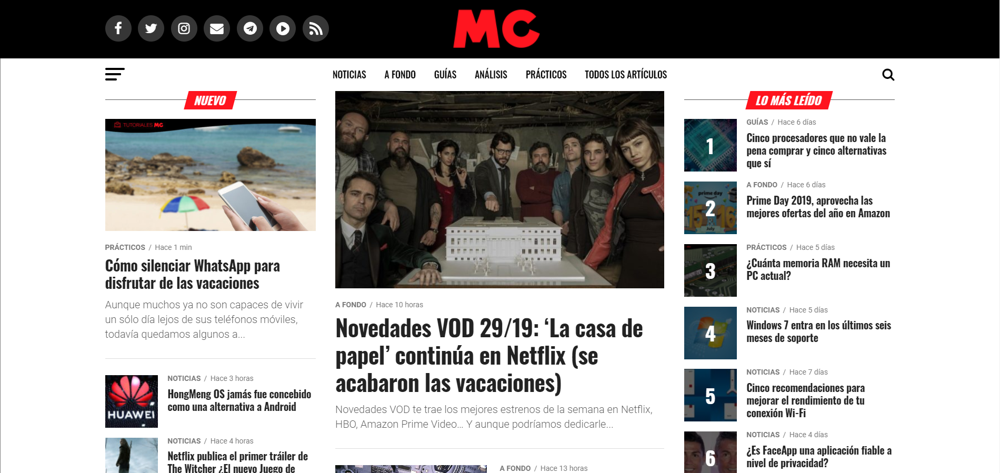 MC
NOTICIAS A FONDO GUÍAS ANÁLISIS PRÁCTICOS TODOS LOS ARTÍCULOS
NUEVO
TUTORIALES MC
PRÁCTICOS / Hace 1 min
Cómo silenciar WhatsApp para
disfrutar de las vacaciones
Aunque muchos ya no son capaces de vivir
un sólo día lejos de sus teléfonos móviles,
todavía quedamos algunos a...
HUAWEI
NOTICIAS / Hace 3 horas
HongMeng OS jamás fue concebido
como una alternativa a Android
NOTICIAS / Hace 4 horas
Netflix publica el primer tráiler de
The Witcher ¿El nuevo Juego de
A FONDO / Hace 10 horas
Novedades VOD 29/19: ‘La casa de
papel’ continúa en Netflix (se
acabaron las vacaciones)
Novedades VOD te trae los mejores estrenos de la semana en Netflix,
HBO, Amazon Prime Video... Y aunque podríamos dedicarle...
A FONDO / Hace 13 horas
LO MÁS LEÍDO
1
GUÍAS / Hace 6 días
Cinco procesadores que no vale la
pena comprar y cinco alternativas
que sí
prime day
15 16
July
2
A FONDO / Hace 6 días
Prime Day 2019, aprovecha las
mejores ofertas del año en Amazon
3
PRÁCTICOS / Hace 5 días
¿Cuánta memoria RAM necesita un
PC actual?
4
NOTICIAS / Hace 5 días
Windows 7 entra en los últimos seis
meses de soporte
5
NOTICIAS / Hace 7 días
Cinco recomendaciones para
mejorar el rendimiento de tu
conexión Wi-Fi
6
NOTICIAS / Hace 4 días
¿Es FaceApp una aplicación fiable a
nivel de privacidad?